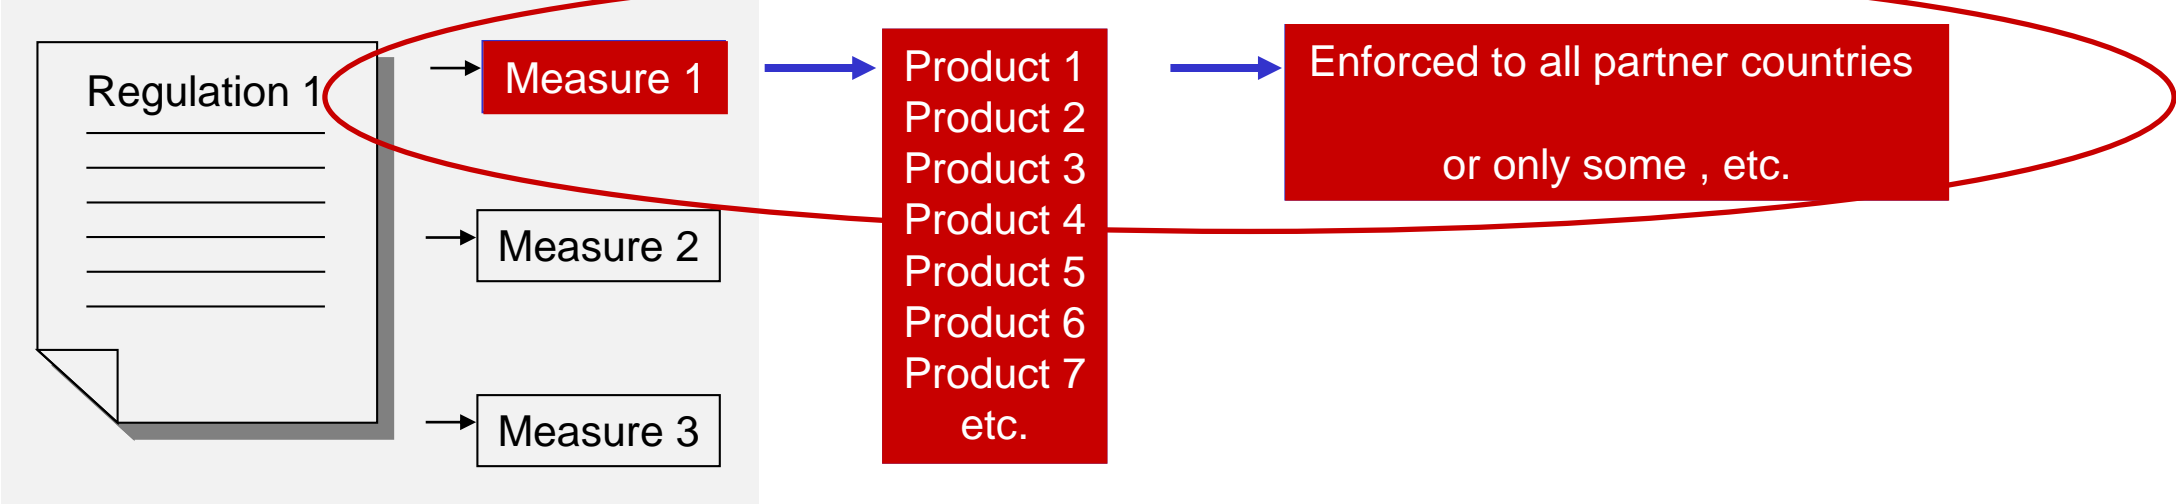 Regulation 1
Measure 1
Measure 2
Measure 3
Product 1
Product 2
Product 3
Product 4
Product 5
Product 6
Product 7
etc.
Enforced to all partner countries
or only some , etc.